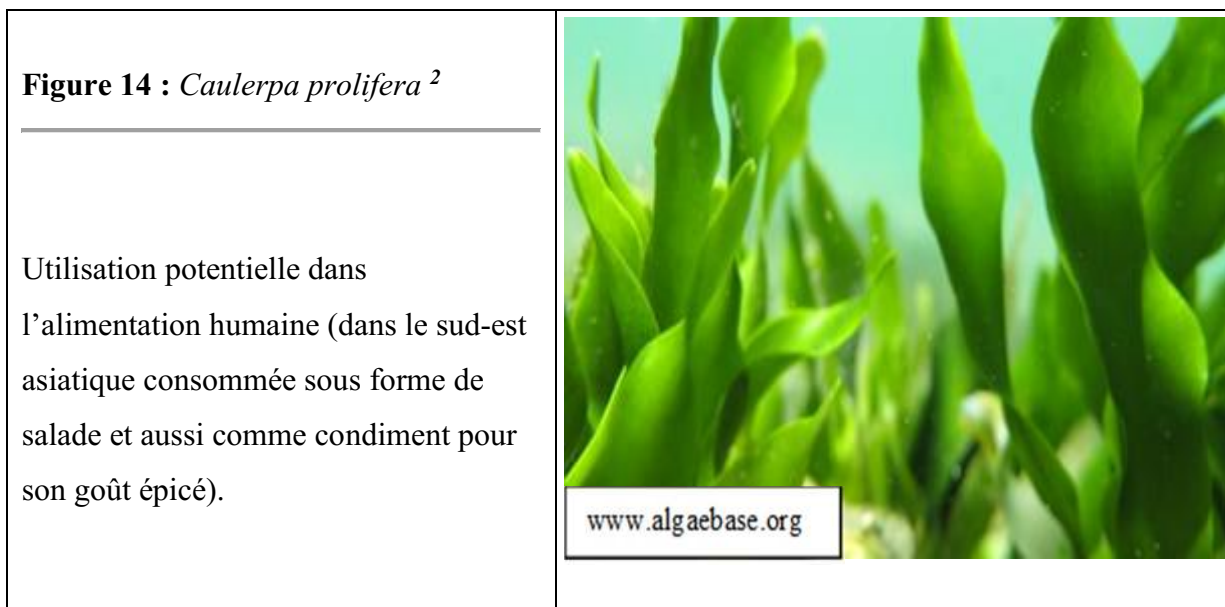 Figure 14 : Caulerpa prolifera 2
Utilisation potentielle dans
l’alimentation humaine (dans le sud-est
asiatique consommée sous forme de
salade et aussi comme condiment pour
son goût épicé).
www.algaebase.org